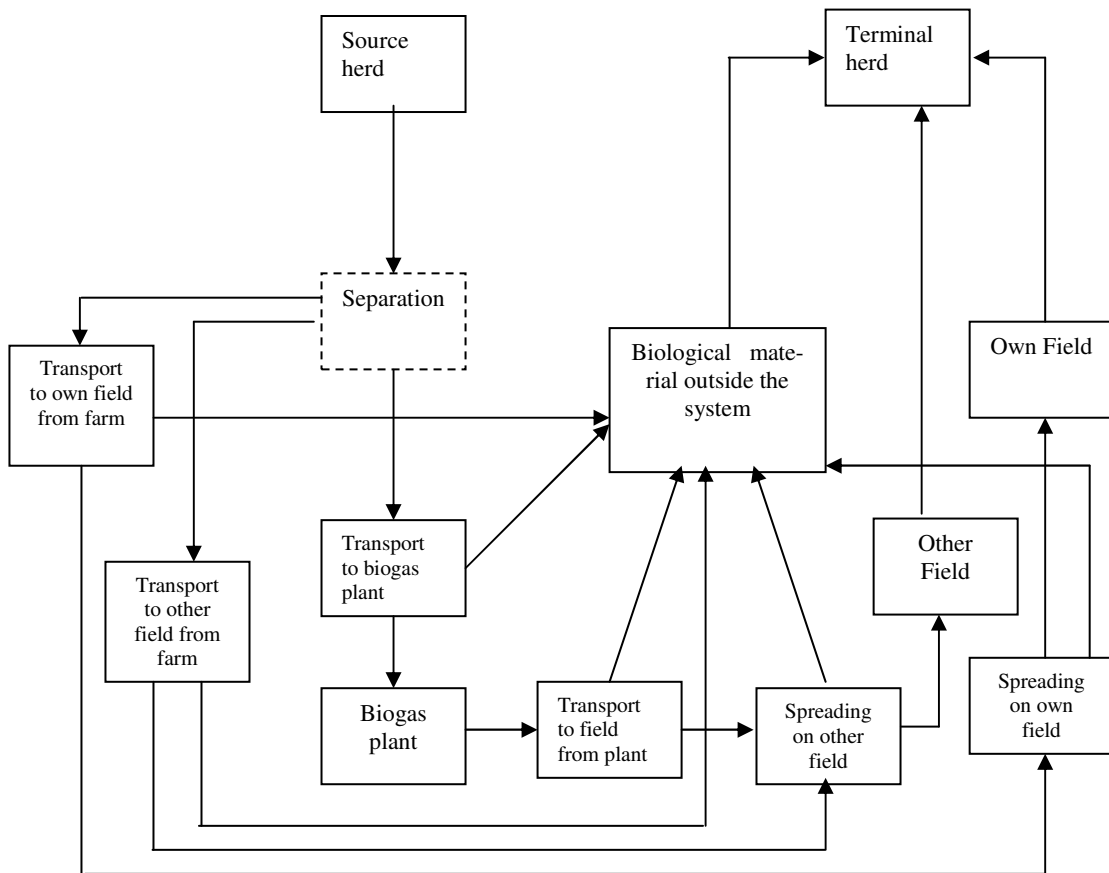 Source
herd
Terminal
herd
Separation
Transport
to own field
from farm
Biological mate-
rial outside the
system
Own Field
Transport
to biogas
plant
Other
Field
Transport
to other
field from
farm
Biogas
plant
Transport
to field
from plant
Spreading
on other
field
Spreading
on own
field